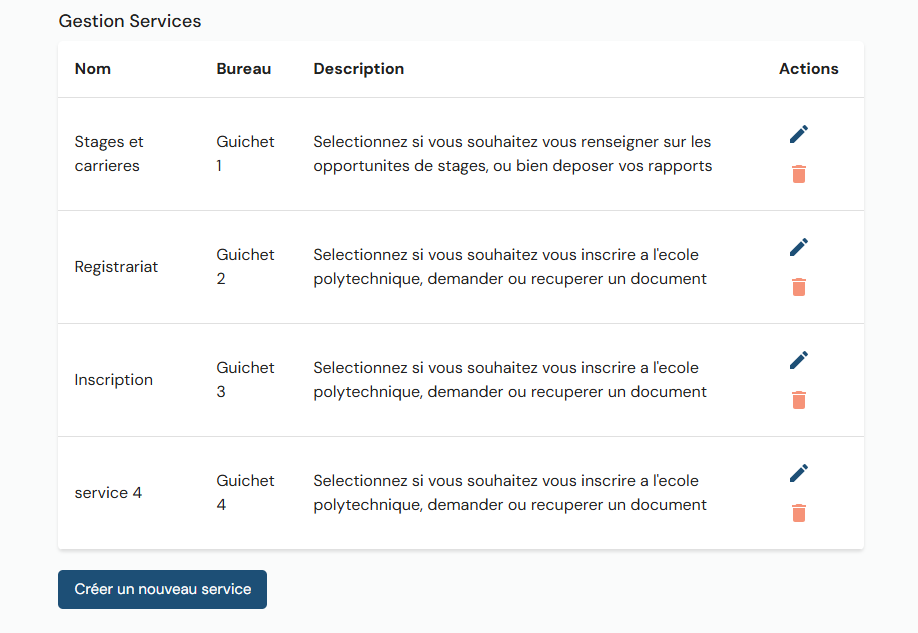 Gestion Services
Nom Bureau Description Actions
Stages et carrieres Guichet 1 Selectionnez si vous souhaitez vous renseigner sur les
opportunites de stages, ou bien deposer vos rapports
Registrariat Guichet 2 Selectionnez si vous souhaitez vous inscrire a l'ecole
polytechnique, demander ou recuperer un document
Inscription Guichet 3 Selectionnez si vous souhaitez vous inscrire a l'ecole
polytechnique, demander ou recuperer un document
service 4 Guichet 4 Selectionnez si vous souhaitez vous inscrire a l'ecole
polytechnique, demander ou recuperer un document
Créer un nouveau service